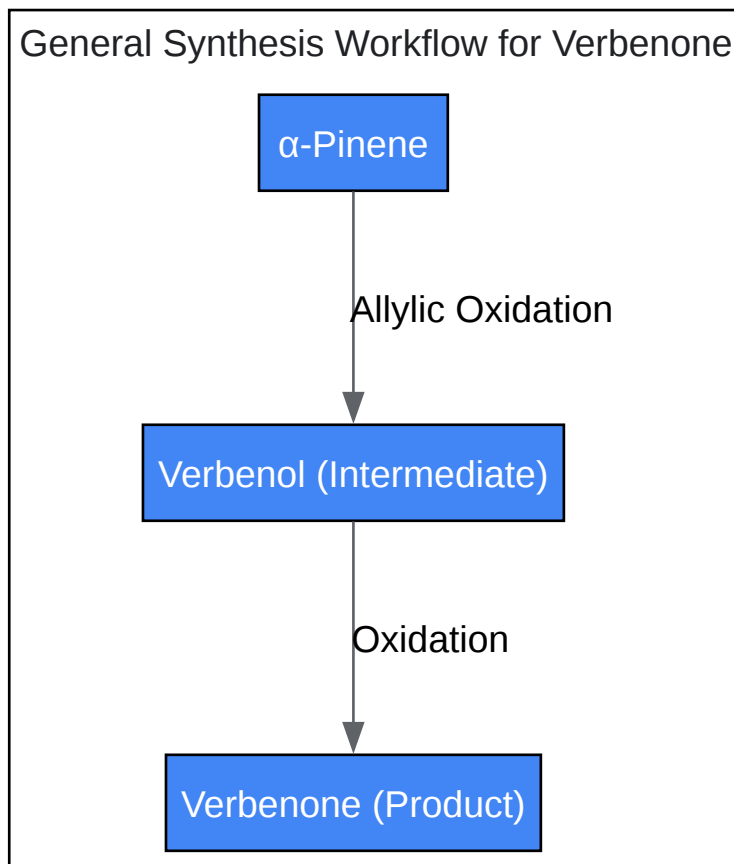 General Synthesis Workflow for Verbenone
α-Pinene
Allylic Oxidation
Verbenol (Intermediate)
Oxidation
Verbenone (Product)